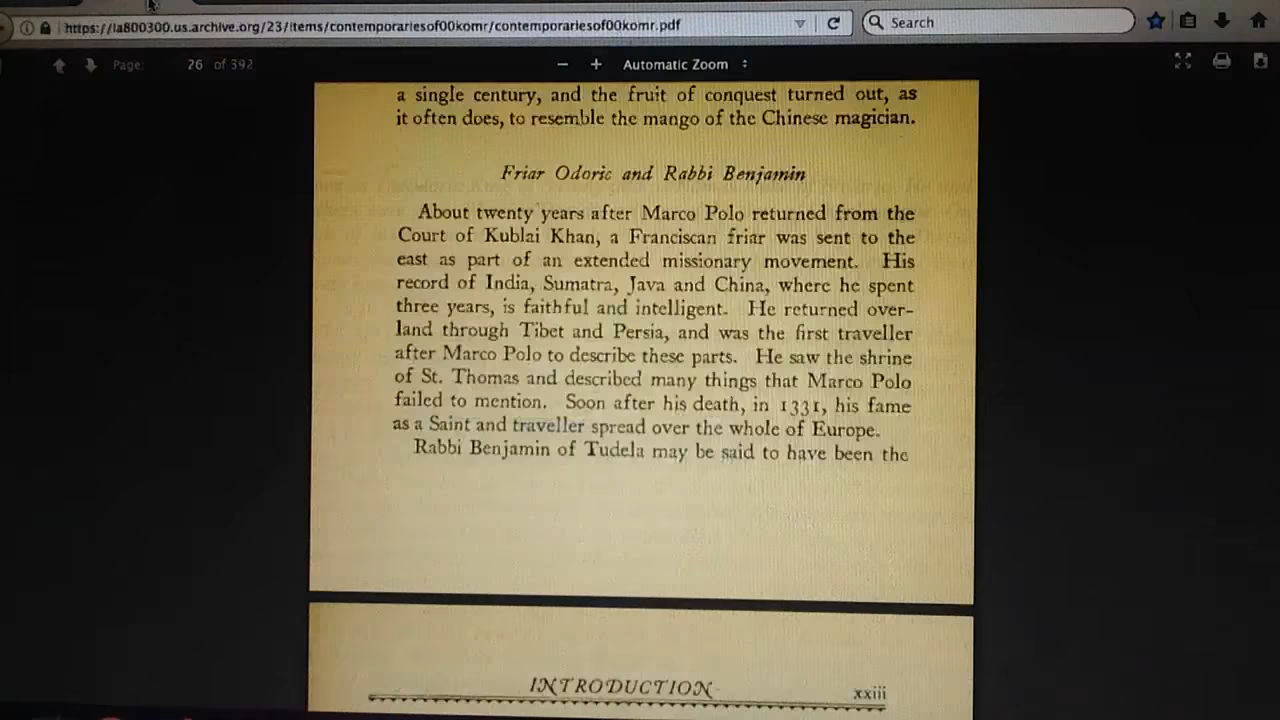 https://ia800300.us.archive.org/23/items/contemporariesof00komr/contemporariesof00komr.pdf
Search
Page: 26 of 392
Automatic Zoom
a single century, and the fruit of conquest turned out, as
it often does, to resemble the mango of the Chinese magician.
Friar Odoric and Rabbi Benjamin
About twenty years after Marco Polo returned from the
Court of Kublai Khan, a Franciscan friar was sent to the
east as part of an extended missionary movement. His
record of India, Sumatra, Java and China, where he spent
three years, is faithful and intelligent. He returned over-
land through Tibet and Persia, and was the first traveller
after Marco Polo to describe these parts. He saw the shrine
of St. Thomas and described many things that Marco Polo
failed to mention. Soon after his death, in 1331, his fame
as a Saint and traveller spread over the whole of Europe.
Rabbi Benjamin of Tudela may be said to have been the
INTRODUCTION xxiii